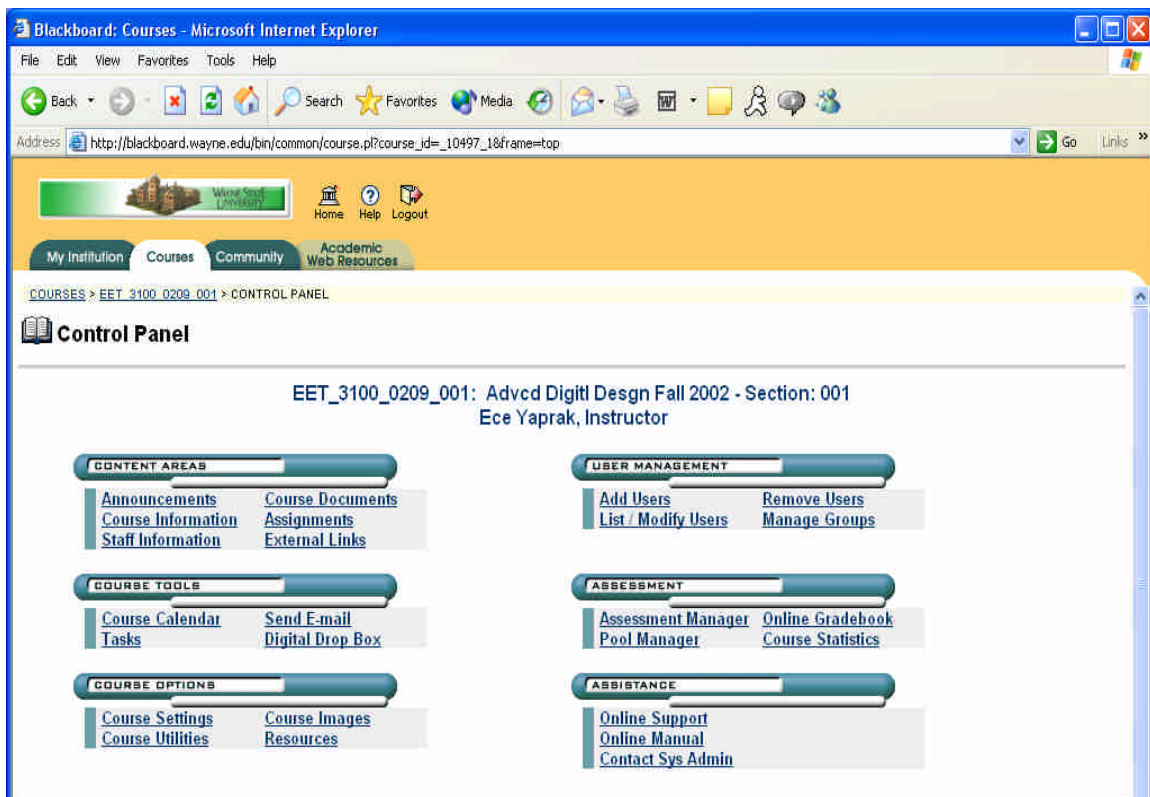 Blackboard: Courses - Microsoft Internet Explorer
File Edit View Favorites Tools Help
Back Search Favorites Media
Address http://blackboard.wayne.edu/bin/common/course.pl?course_id=_10497_1&frame=top Go Links »
WAYNE STATE
UNIVERSITY
Home Help Logout
My Institution Courses Community Academic
Web Resources
COURSES > EET_3100_0209_001 > CONTROL PANEL
Control Panel
EET_3100_0209_001: Advcd Digitl Desgn Fall 2002 - Section: 001
Ece Yaprak, Instructor
CONTENT AREAS
Announcements Course Documents
Course Information Assignments
Staff Information External Links
USER MANAGEMENT
Add Users Remove Users
List / Modify Users Manage Groups
COURSE TOOLS
Course Calendar Send E-mail
Tasks Digital Drop Box
ASSESSMENT
Assessment Manager Online Gradebook
Pool Manager Course Statistics
COURSE OPTIONS
Course Settings Course Images
Course Utilities Resources
ASSISTANCE
Online Support
Online Manual
Contact Sys Admin